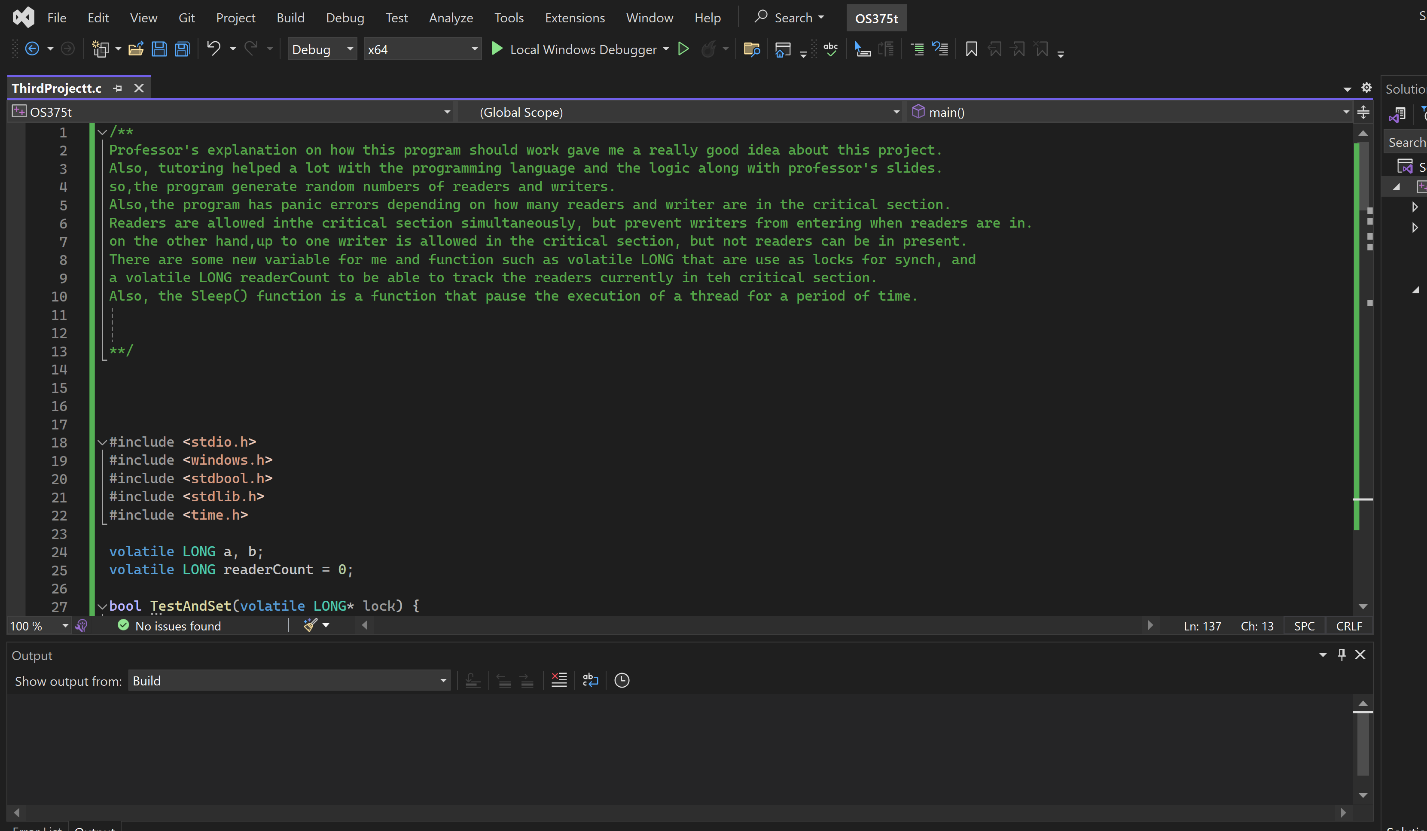 File Edit View Git Project Build Debug Test Analyze Tools Extensions Window Help Search OS375t
Debug x64 Local Windows Debugger
ThirdProjectt.c
Solutio
OS375t (Global Scope) main()
Search
1 /**
2 Professor's explanation on how this program should work gave me a really good idea about this project.
3 Also, tutoring helped a lot with the programming language and the logic along with professor's slides.
4 so,the program generate random numbers of readers and writers.
5 Also,the program has panic errors depending on how many readers and writer are in the critical section.
6 Readers are allowed inthe critical section simultaneously, but prevent writers from entering when readers are in.
7 on the other hand,up to one writer is allowed in the critical section, but not readers can be in present.
8 There are some new variable for me and function such as volatile LONG that are use as locks for synch, and
9 a volatile LONG readerCount to be able to track the readers currently in teh critical section.
10 Also, the Sleep() function is a function that pause the execution of a thread for a period of time.
11
12
13 **/
14
15
16
17
18 #include <stdio.h>
19 #include <windows.h>
20 #include <stdbool.h>
21 #include <stdlib.h>
22 #include <time.h>
23
24 volatile LONG a, b;
25 volatile LONG readerCount = 0;
26
27 bool TestAndSet(volatile LONG* lock) {
100 % No issues found Ln: 137 Ch: 13 SPC CRLF
Output
Show output from: Build
Error List Output